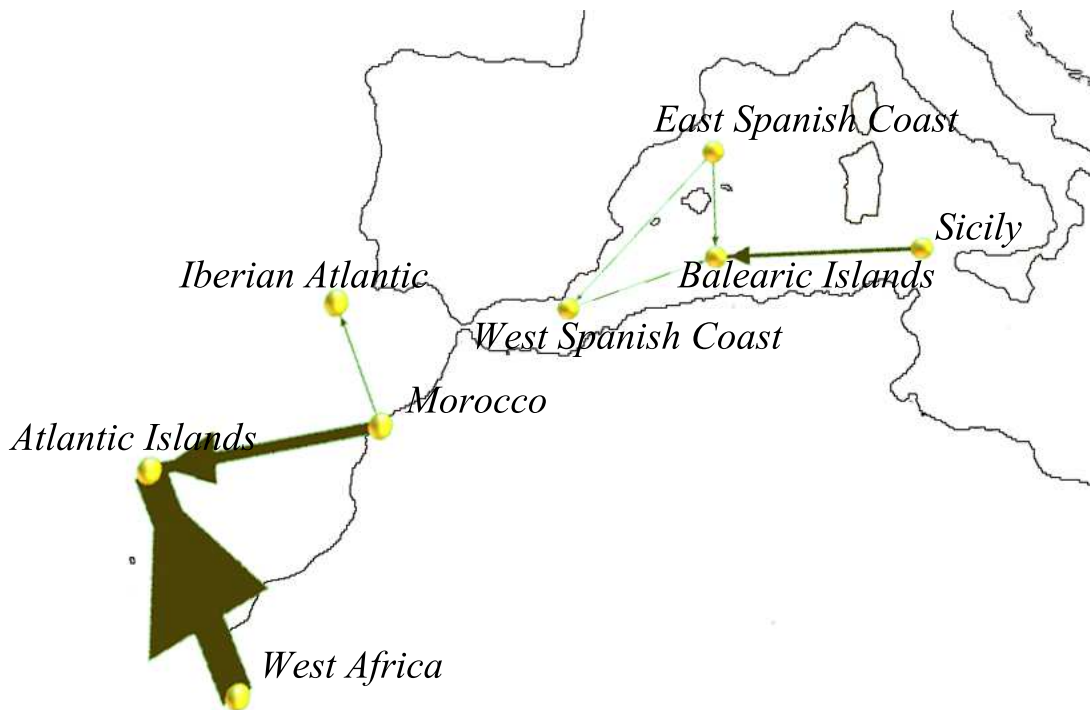 East Spanish Coast
Sicily
Iberian Atlantic
Balearic Islands
West Spanish Coast
Morocco
Atlantic Islands
West Africa